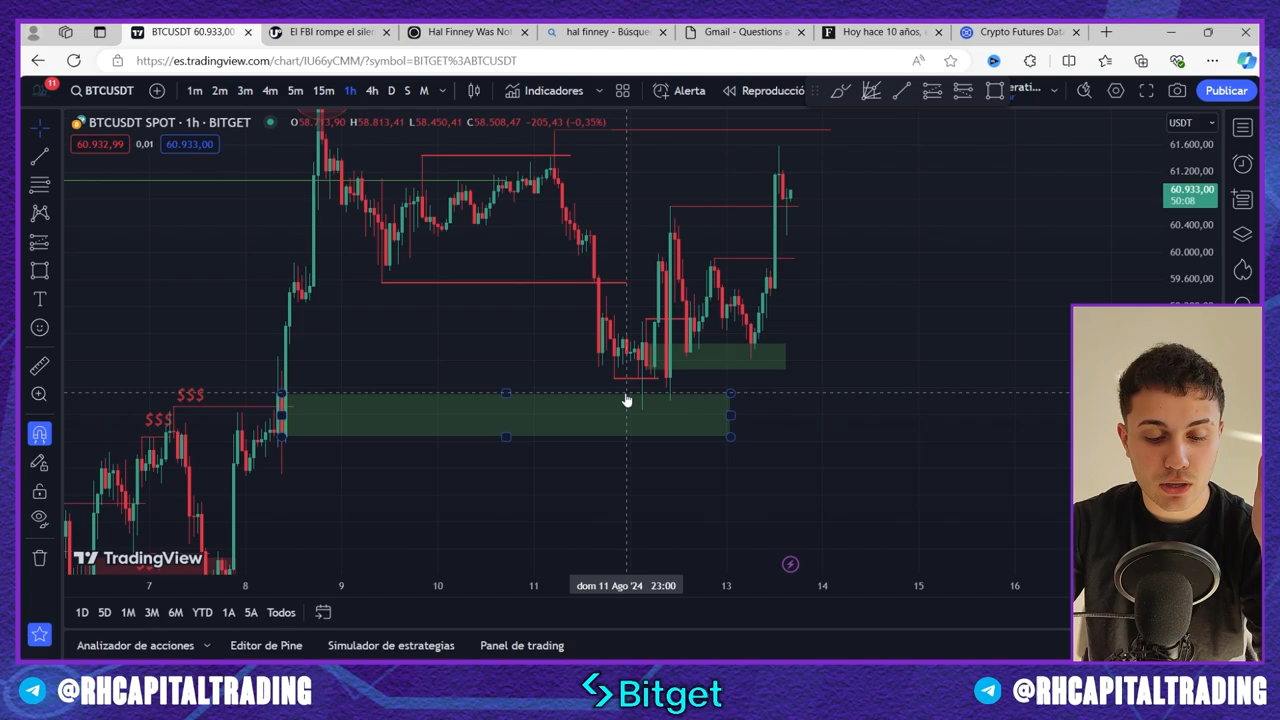 BTCUSDT 60.933,00
El FBI rompe el silen
Hal Finney Was Not
hal finney - Búsque
Gmail - Questions a
Hoy hace 10 años, e
Crypto Futures Data
https://es.tradingview.com/chart/IU66yCMM/?symbol=BITGET%3ABTCUSDT
11
BTCUSDT
1m 2m 3m 4m 5m 15m 1h 4h D S M
Indicadores
Alerta
Reproducció
Publicar
BTCUSDT SPOT · 1h · BITGET
H58.813,41 L58.450,41 C58.508,47 -205,43 (-0,35%)
USDT
60.932,99 0,01 60.933,00
61.600,00
61.200,00
60.933,00
50:08
60.400,00
60.000,00
59.600,00
$$$
$$$
TradingView
7 8 9 10 11 dom 11 Ago '24 23:00 13 14 15 16
1D 5D 1M 3M 6M YTD 1A 5A Todos
Analizador de acciones
Editor de Pine
Simulador de estrategias
Panel de trading
@RHCAPITALTRADING
Bitget
@RHCAPITALTRADING